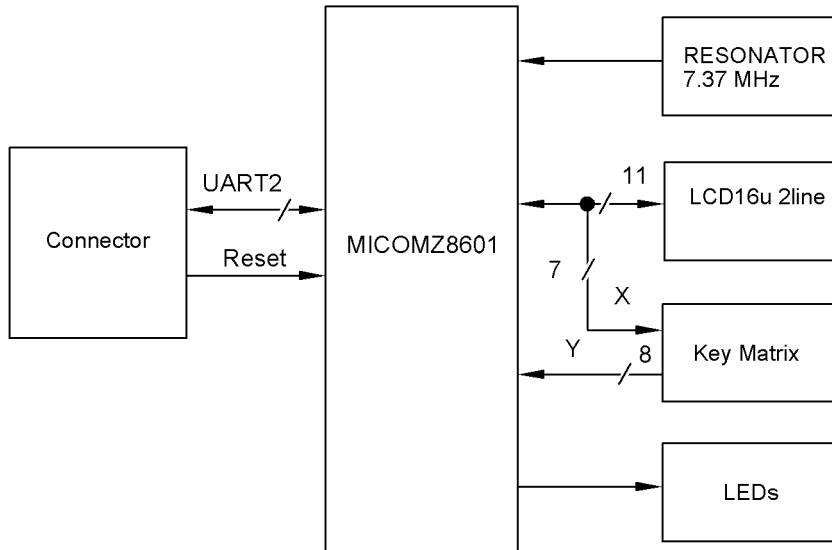 RESONATOR
7.37 MHz
UART2
11
LCD16u 2line
Connector
MICOMZ8601
Reset
7
X
Y
8
Key Matrix
LEDs